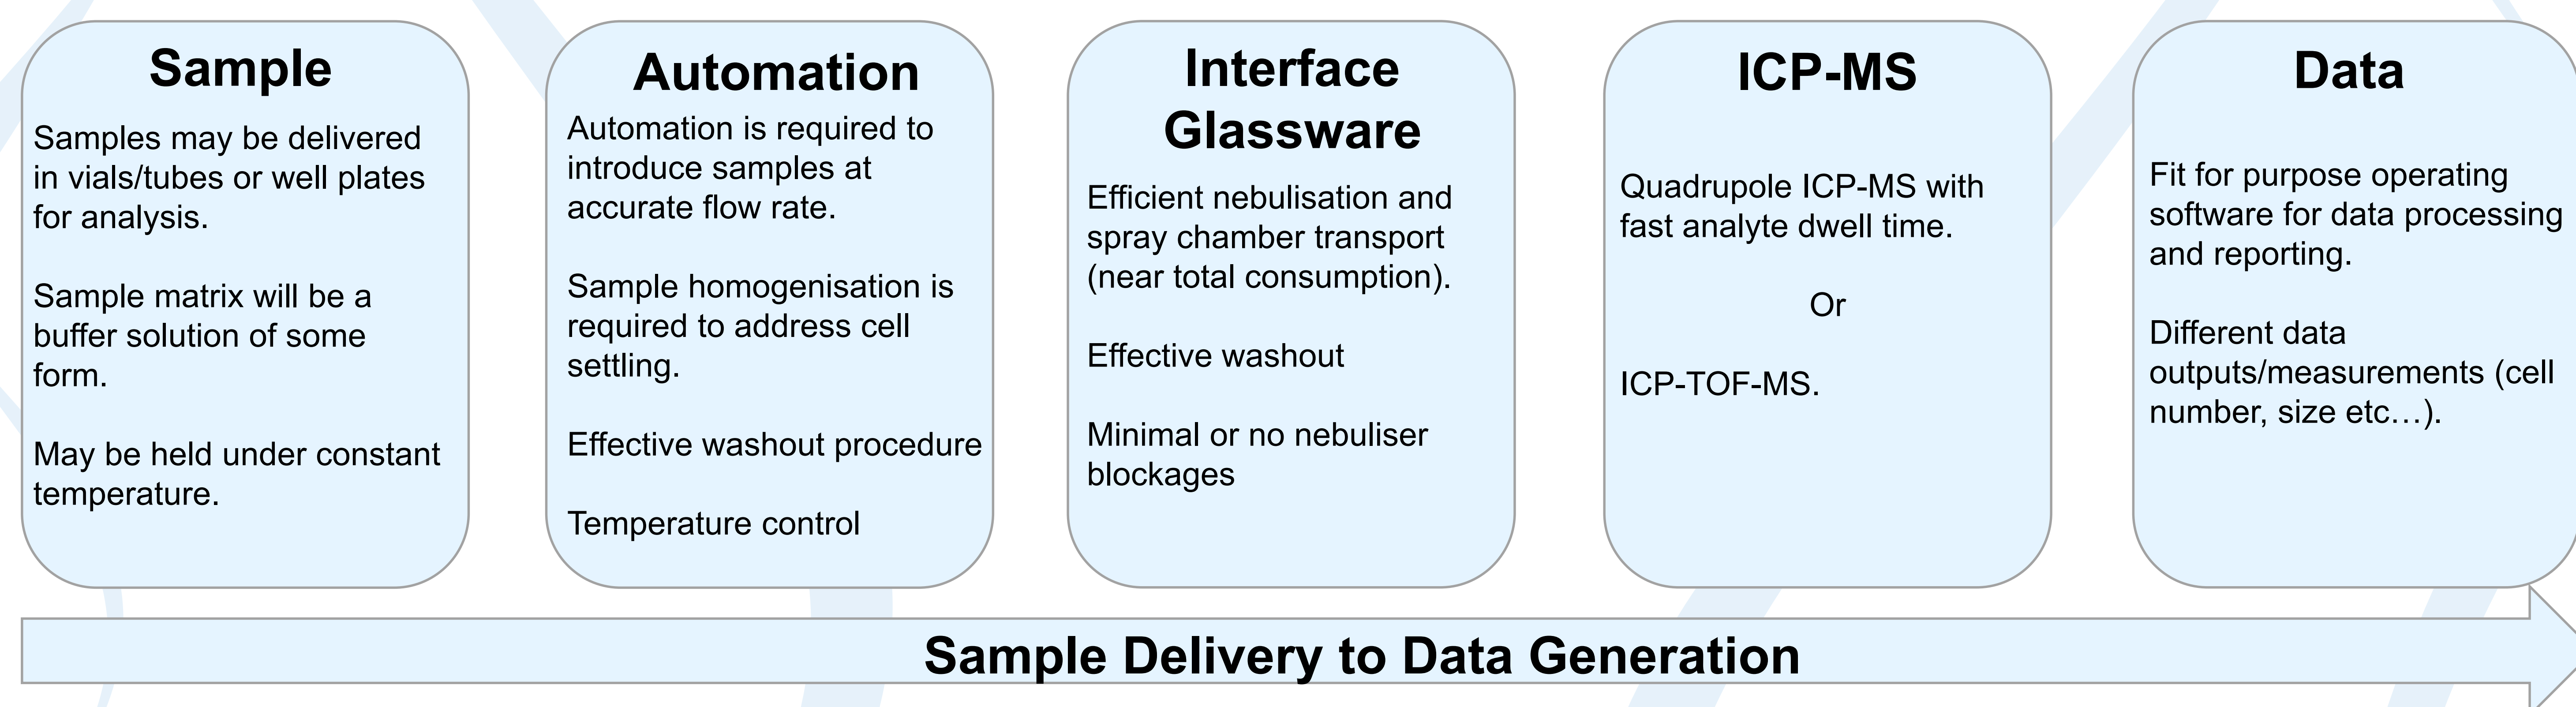 Sample
Samples may be delivered
in vials/tubes or well plates
for analysis.
Sample matrix will be a
buffer solution of some
form.
May be held under constant
temperature.
Automation
Automation is required to
introduce samples at
accurate flow rate.
Sample homogenisation is
required to address cell
settling.
Effective washout procedure
Temperature control
Interface
Glassware
Efficient nebulisation and
spray chamber transport
(near total consumption).
Effective washout
Minimal or no nebuliser
blockages
ICP-MS
Quadrupole ICP-MS with
fast analyte dwell time.
Or
ICP-TOF-MS.
Data
Fit for purpose operating
software for data processing
and reporting.
Different data
outputs/measurements (cell
number, size etc…).
Sample Delivery to Data Generation